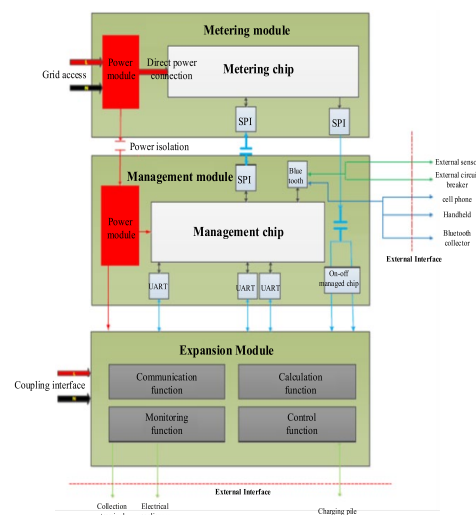 Metering module
Power
module
Direct power
connection
Metering chip
Grid access
SPI
SPI
Power isolation
Management module
SPI
Blue
tooth
External
External
breaker
cell phone
Handheld
Bluetooth
collector
External Interface
Power
module
Management chip
UART
UART
UART
On-off
managed chip
Expansion Module
Communication
function
Calculation
function
Coupling interface
Monitoring
function
Control
function
External Interface
Collection
Electrical
Charging pile